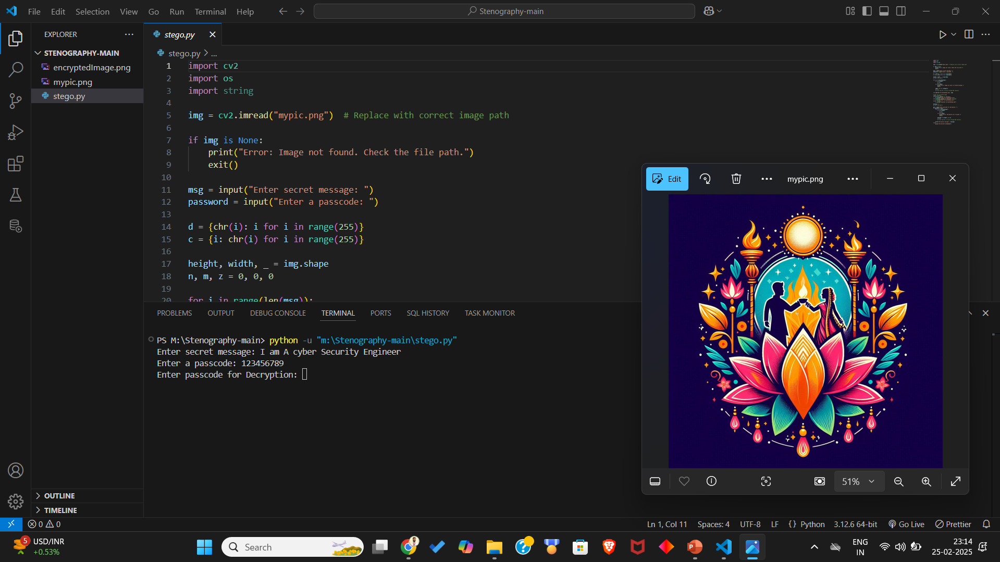 File Edit Selection View Go Run Terminal Help
Stenography-main
EXPLORER
STENOGRAPHY-MAIN
encryptedImage.png
mypic.png
stego.py
stego.py
stego.py > ...
1 import cv2
2 import os
3 import string
4
5 img = cv2.imread("mypic.png")  # Replace with correct image path
6
7 if img is None:
8     print("Error: Image not found. Check the file path.")
9     exit()
10
11 msg = input("Enter secret message: ")
12 password = input("Enter a passcode: ")
13
14 d = {chr(i): i for i in range(255)}
15 c = {i: chr(i) for i in range(255)}
16
17 height, width, _ = img.shape
18 n, m, z = 0, 0, 0
19
20 for i in range(len(msg)):
PROBLEMS OUTPUT DEBUG CONSOLE TERMINAL PORTS SQL HISTORY TASK MONITOR
PS M:\Stenography-main> python -u "m:\Stenography-main\stego.py"
Enter secret message: I am A cyber Security Engineer
Enter a passcode: 123456789
Enter passcode for Decryption:
Edit
mypic.png
51%
OUTLINE
TIMELINE
0 0
Ln 1, Col 11 Spaces: 4 UTF-8 LF {} Python 3.12.6 64-bit Go Live Prettier
5
USD/INR
+0.53%
Search
ENG
IN
23:14
25-02-2025